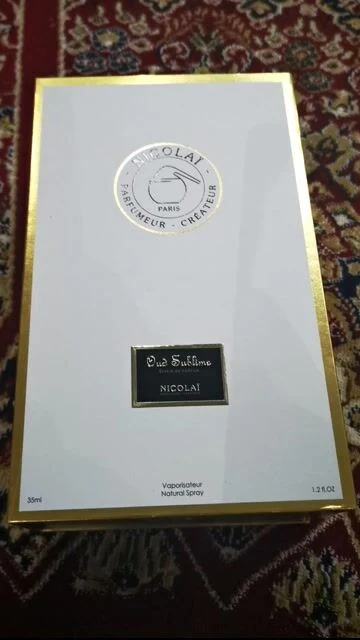 - NICOLAÏ -
PARFUMEUR - CRÉATEUR
PARIS
Oud Sublime
NICOLAÏ
Vaporisateur
Natural Spray
35ml
1.2 fl.OZ